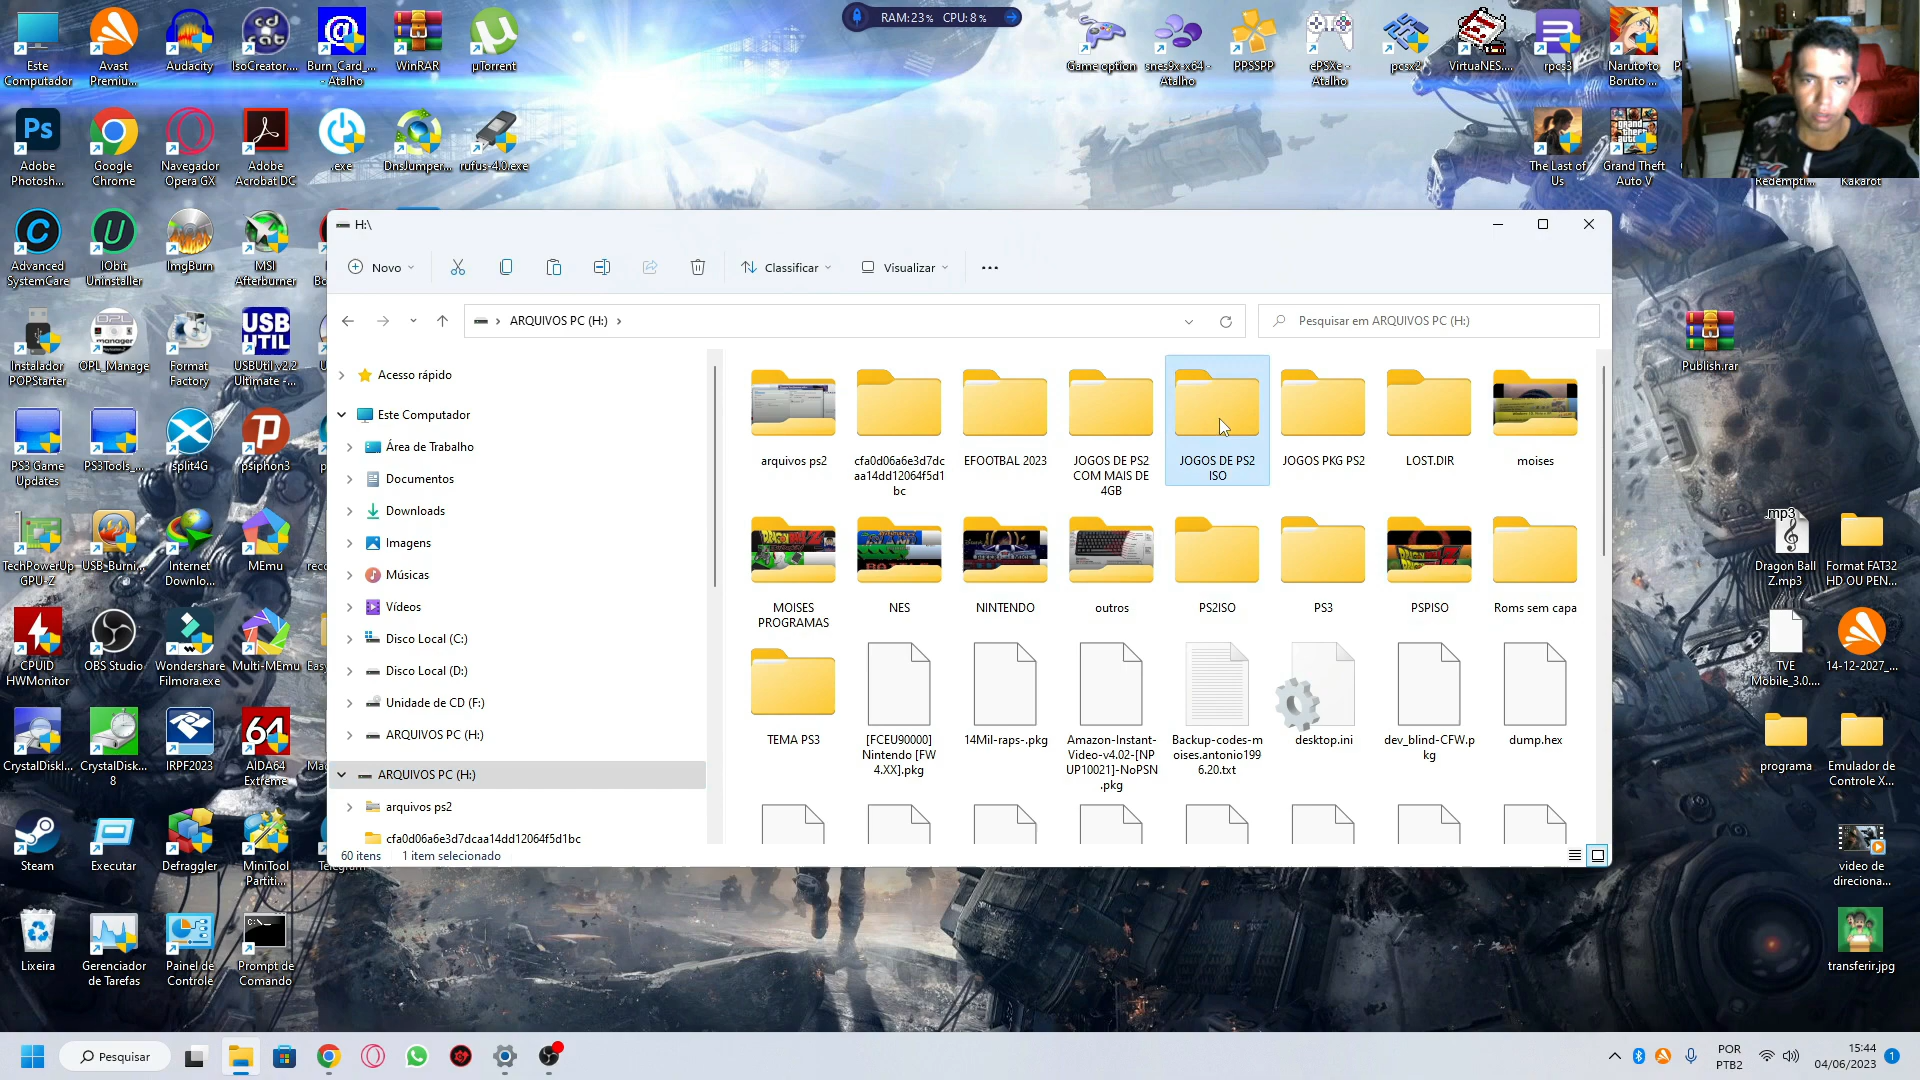 RAM:23% CPU:8%
Este Computador
Avast Premiu...
Audacity
IsoCreator....
Burn_Card_... - Atalho
WinRAR
µTorrent
Game option
snes9x-x64 - Atalho
PPSSPP
ePSXe - Atalho
pcsx2
VirtuaNES....
rpcs3
Naruto to Boruto ...
Adobe Photosh...
Google Chrome
Navegador Opera GX
Adobe Acrobat DC
.exe
DnsJumper...
rufus-4.0.exe
The Last of Us
Grand Theft Auto V
Redempti...
Kakarot
Advanced SystemCare
IObit Uninstaller
ImgBurn
MSI Afterburner
Instalador POPStarter
OPL_Manage
Format Factory
USBUtil v2.2 Ultimate -...
PS3 Game Updates
PS3Tools_...
split4G
psiphon3
TechPowerUp GPU-Z
USB_Burni...
Internet Downlo...
MEmu
CPUID HWMonitor
OBS Studio
Wondershare Filmora.exe
Multi-MEmu
CrystalDiskI...
CrystalDisk... 8
IRPF2023
AIDA64 Extreme
Steam
Executar
Defraggler
MiniTool Partiti...
Lixeira
Gerenciador de Tarefas
Painel de Controle
Prompt de Comando
H:\
Novo
Classificar
Visualizar
ARQUIVOS PC (H:)
Pesquisar em ARQUIVOS PC (H:)
Acesso rápido
Este Computador
Área de Trabalho
Documentos
Downloads
Imagens
Músicas
Vídeos
Disco Local (C:)
Disco Local (D:)
Unidade de CD (F:)
ARQUIVOS PC (H:)
ARQUIVOS PC (H:)
arquivos ps2
cfa0d06a6e3d7dcaa14dd12064f5d1bc
arquivos ps2
cfa0d06a6e3d7dc
aa14dd12064f5d1
bc
EFOOTBAL 2023
JOGOS DE PS2
COM MAIS DE
4GB
JOGOS DE PS2
ISO
JOGOS PKG PS2
LOST.DIR
moises
MOISES
PROGRAMAS
NES
NINTENDO
outros
PS2ISO
PS3
PSPISO
Roms sem capa
TEMA PS3
[FCEU90000]
Nintendo [FW
4.XX].pkg
14Mil-raps-.pkg
Amazon-Instant-
Video-v4.02-[NP
UP10021]-NoPSN
.pkg
Backup-codes-m
oises.antonio199
6.20.txt
desktop.ini
dev_blind-CFW.p
kg
dump.hex
60 itens 1 item selecionado
Publish.rar
.mp3
Dragon Ball Z.mp3
Format FAT32 HD OU PEN...
TVE Mobile_3.0....
14-12-2027_...
programa
Emulador de Controle X...
video de direciona...
transferir.jpg
Pesquisar
POR
PTB2
15:44
04/06/2023
1